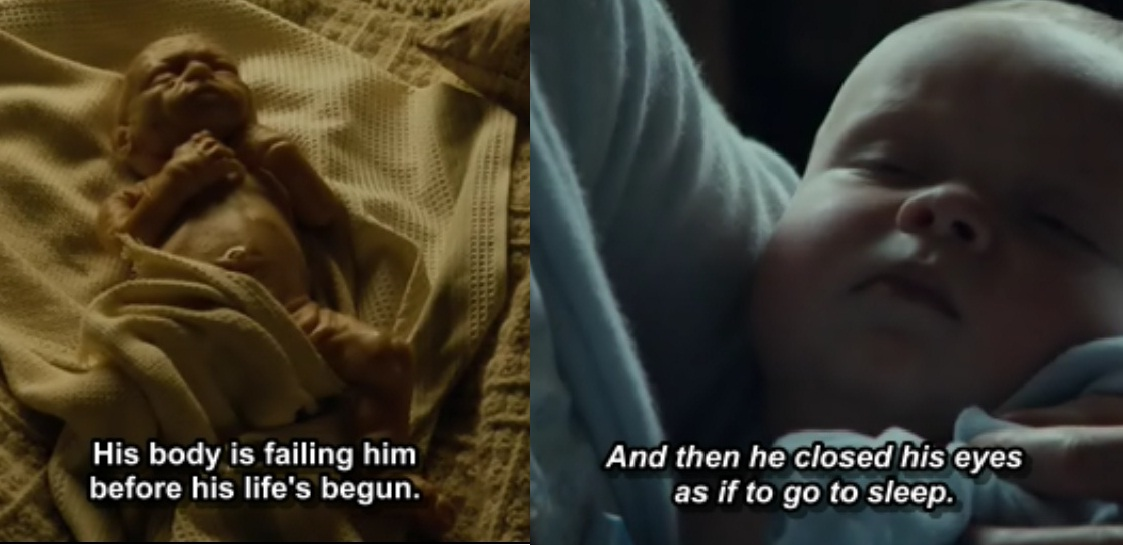 His body is failing him
before his life's begun.
And then he closed his eyes
as if to go to sleep.